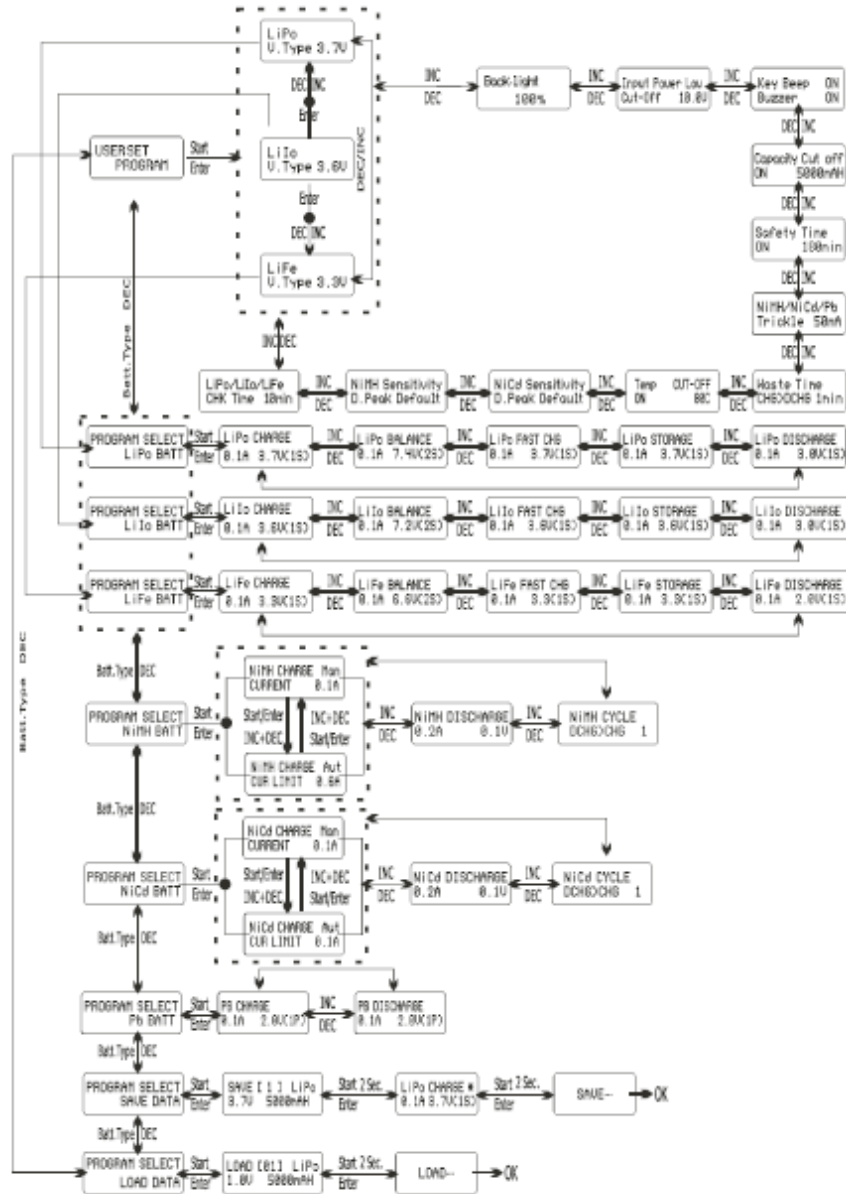 LiPo
V.Type 3.7V
DEC INC
Enter
LiIo
V.Type 3.6V
Enter
DEC INC
LiFe
V.Type 3.3V
DEC/INC
USERSET
PROGRAM
Start
Enter
INC
DEC
Back-light
100%
INC
DEC
Input Power Low
Cut-Off 10.0V
INC
DEC
Key Beep ON
Buzzer ON
DEC INC
Capacity Cut off
ON 5000mAH
DEC INC
Safety Time
ON 180min
DEC INC
NiMH/NiCd/Pb
Trickle 50mA
DEC INC
Batt.Type DEC
INC DEC
LiPo/LiIo/LiFe
CHK Time 10min
INC
DEC
NiMH Sensitivity
D.Peak Default
INC
DEC
NiCd Sensitivity
D.Peak Default
INC
DEC
Temp CUT-OFF
ON 80C
INC
DEC
Waste Time
CHG>DCHG 1min
PROGRAM SELECT
LiPo BATT
Start
Enter
LiPo CHARGE
0.1A 3.7V(1S)
INC
DEC
LiPo BALANCE
0.1A 7.4V(2S)
INC
DEC
LiPo FAST CHG
0.1A 3.7V(1S)
INC
DEC
LiPo STORAGE
0.1A 3.7V(1S)
INC
DEC
LiPo DISCHARGE
0.1A 3.0V(1S)
PROGRAM SELECT
LiIo BATT
Start
Enter
LiIo CHARGE
0.1A 3.6V(1S)
INC
DEC
LiIo BALANCE
0.1A 7.2V(2S)
INC
DEC
LiIo FAST CHG
0.1A 3.6V(1S)
INC
DEC
LiIo STORAGE
0.1A 3.6V(1S)
INC
DEC
LiIo DISCHARGE
0.1A 3.0V(1S)
PROGRAM SELECT
LiFe BATT
Start
Enter
LiFe CHARGE
0.1A 3.3V(1S)
INC
DEC
LiFe BALANCE
0.1A 6.6V(2S)
INC
DEC
LiFe FAST CHG
0.1A 3.3(1S)
INC
DEC
LiFe STORAGE
0.1A 3.3(1S)
INC
DEC
LiFe DISCHARGE
0.1A 2.0V(1S)
Batt.Type DEC
Batt.Type DEC
PROGRAM SELECT
NiMH BATT
Start
Enter
NiMH CHARGE Man
CURRENT 0.1A
Start/Enter
INC+DEC
INC+DEC
Start/Enter
NiMH CHARGE Aut
CUR LIMIT 0.6A
INC
DEC
NiMH DISCHARGE
0.2A 0.1V
INC
DEC
NiMH CYCLE
DCHG>CHG 1
Batt.Type DEC
PROGRAM SELECT
NiCd BATT
Start
Enter
NiCd CHARGE Man
CURRENT 0.1A
Start/Enter
INC+DEC
INC+DEC
Start/Enter
NiCd CHARGE Aut
CUR LIMIT 0.1A
INC
DEC
NiCd DISCHARGE
0.2A 0.1V
INC
DEC
NiCd CYCLE
DCHG>CHG 1
Batt.Type DEC
PROGRAM SELECT
Pb BATT
Start
Enter
PB CHARGE
0.1A 2.0V(1P)
INC
DEC
PB DISCHARGE
0.1A 2.0V(1P)
Batt.Type DEC
PROGRAM SELECT
SAVE DATA
Start
Enter
SAVE [ 1 ] LiPo
3.7V 5000mAH
Start 2 Sec.
Enter
LiPo CHARGE #
0.1A 3.7V(1S)
Start 2 Sec.
Enter
SAVE--
OK
Batt.Type DEC
PROGRAM SELECT
LOAD DATA
Start
Enter
LOAD [01] LiPo
1.0V 5000mAH
Start 2 Sec.
Enter
LOAD--
OK